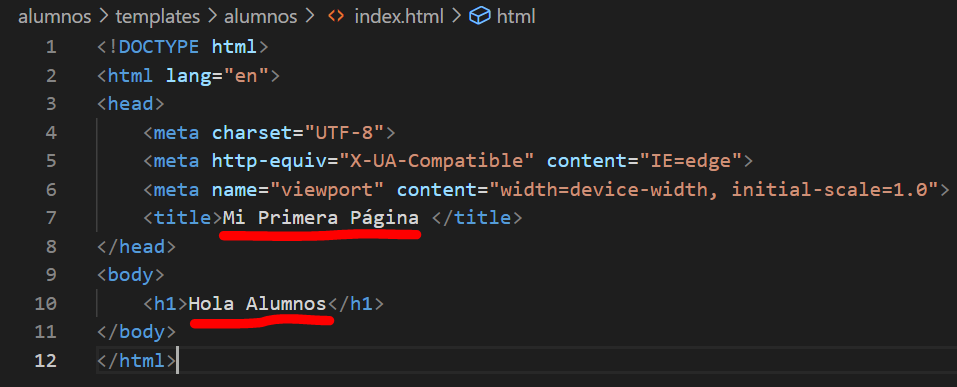 alumnos > templates > alumnos > <> index.html > html
1 <!DOCTYPE html>
2 <html lang="en">
3 <head>
4     <meta charset="UTF-8">
5     <meta http-equiv="X-UA-Compatible" content="IE=edge">
6     <meta name="viewport" content="width=device-width, initial-scale=1.0">
7     <title>Mi Primera Página </title>
8 </head>
9 <body>
10     <h1>Hola Alumnos</h1>
11 </body>
12 </html>